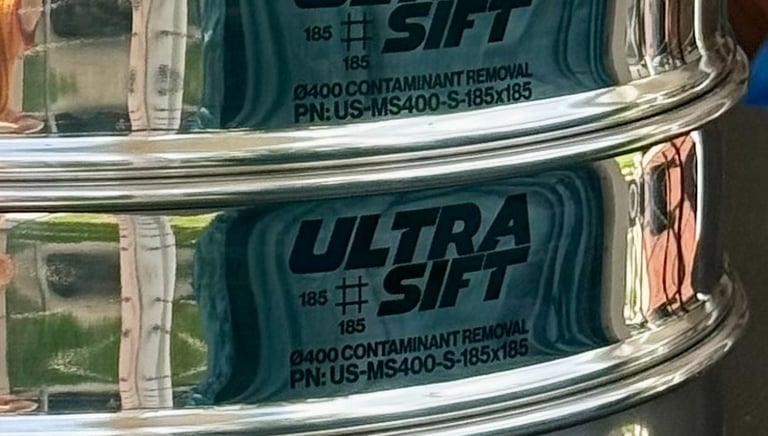 ULTRA
SIFT
185
185
Ø400 CONTAMINANT REMOVAL
PN: US-MS400-S-185x185
ULTRA
SIFT
185
185
Ø400 CONTAMINANT REMOVAL
PN: US-MS400-S-185x185